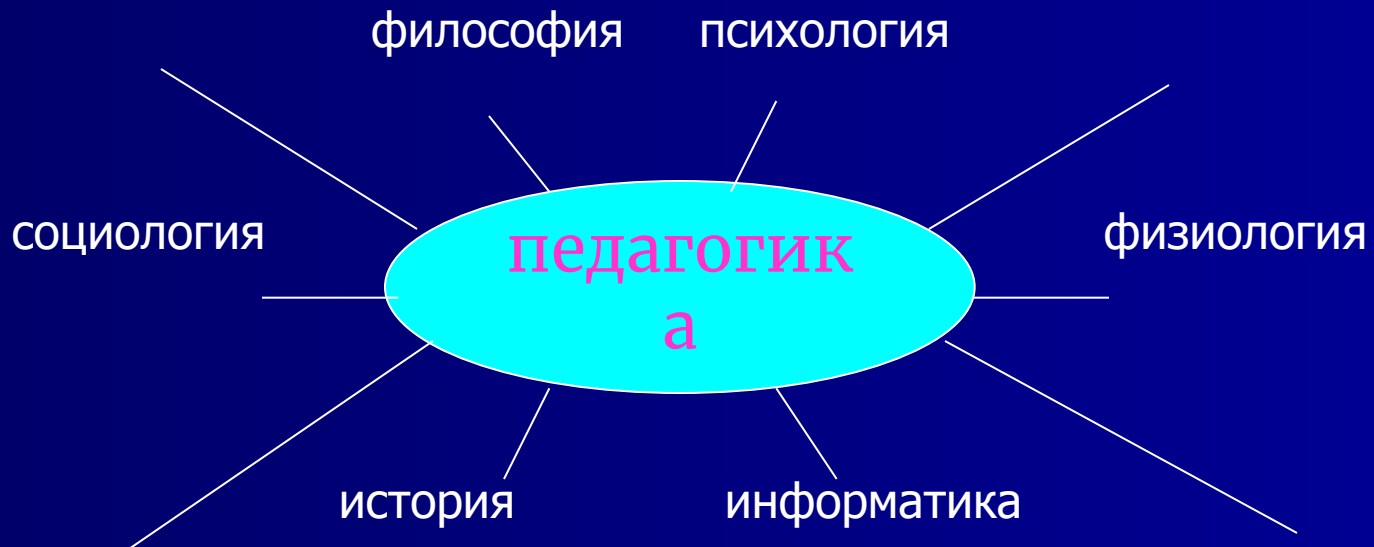 философия психология
социология
педагогик
а
физиология
история информатика